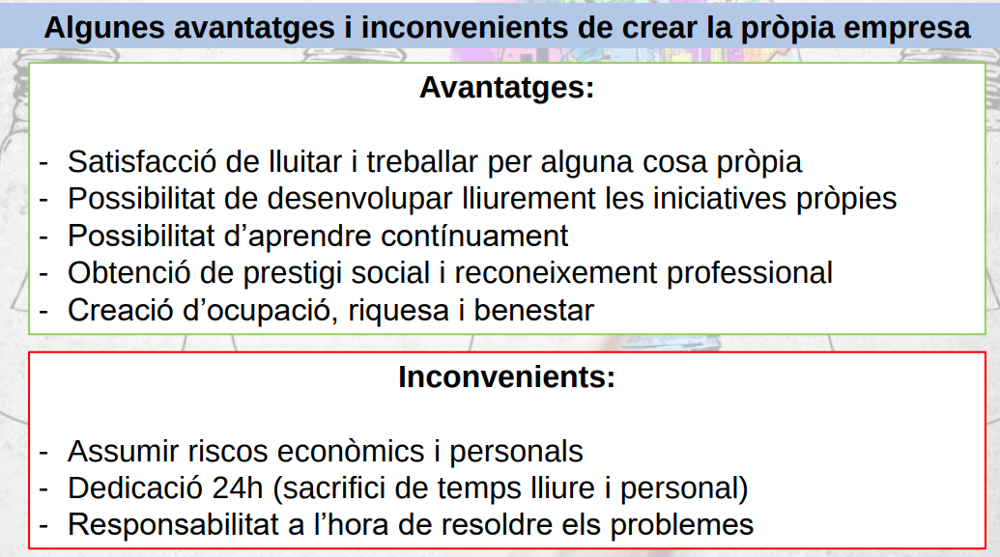 Algunes avantatges i inconvenients de crear la pròpia empresa
Avantatges:
- Satisfacció de lluitar i treballar per alguna cosa pròpia
- Possibilitat de desenvolupar lliurement les iniciatives pròpies
- Possibilitat d’aprendre contínuament
- Obtenció de prestigi social i reconeixement professional
- Creació d’ocupació, riquesa i benestar
Inconvenients:
- Assumir riscos econòmics i personals
- Dedicació 24h (sacrifici de temps lliure i personal)
- Responsabilitat a l’hora de resoldre els problemes